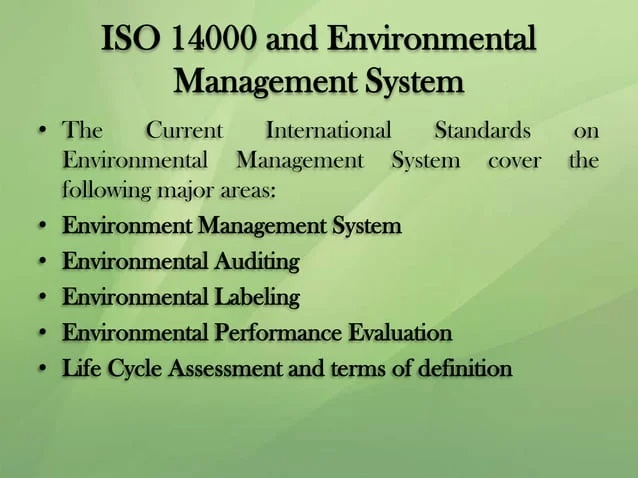 ISO 14000 and Environmental
Management System
• The Current International Standards on
Environmental Management System cover the
following major areas:
• Environment Management System
• Environmental Auditing
• Environmental Labeling
• Environmental Performance Evaluation
• Life Cycle Assessment and terms of definition